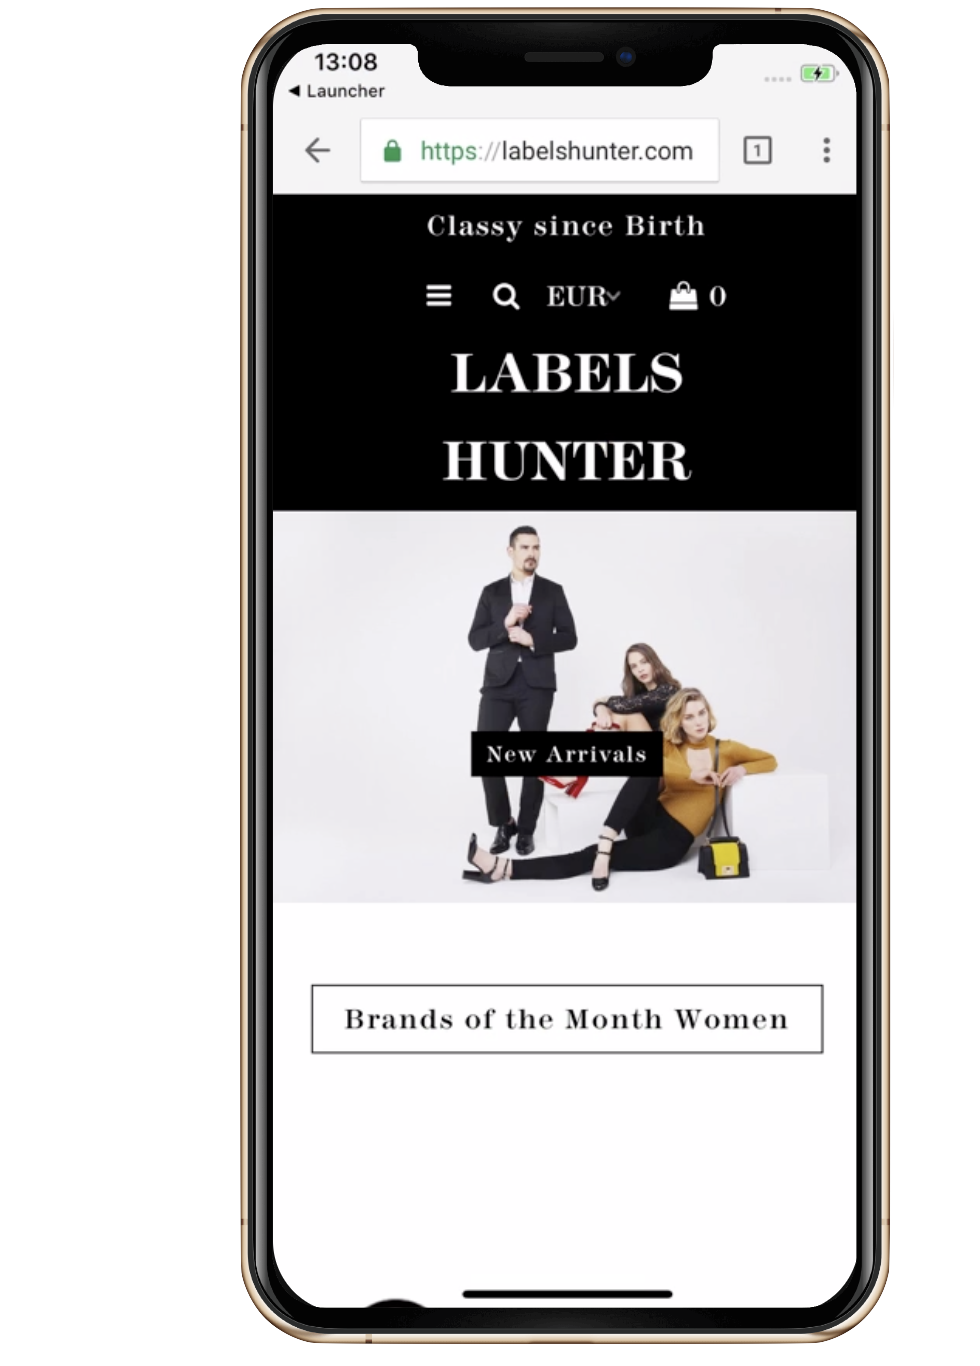 13:08
◀ Launcher
https://labelshunter.com
1
Classy since Birth
EUR
0
LABELS
HUNTER
New Arrivals
Brands of the Month Women